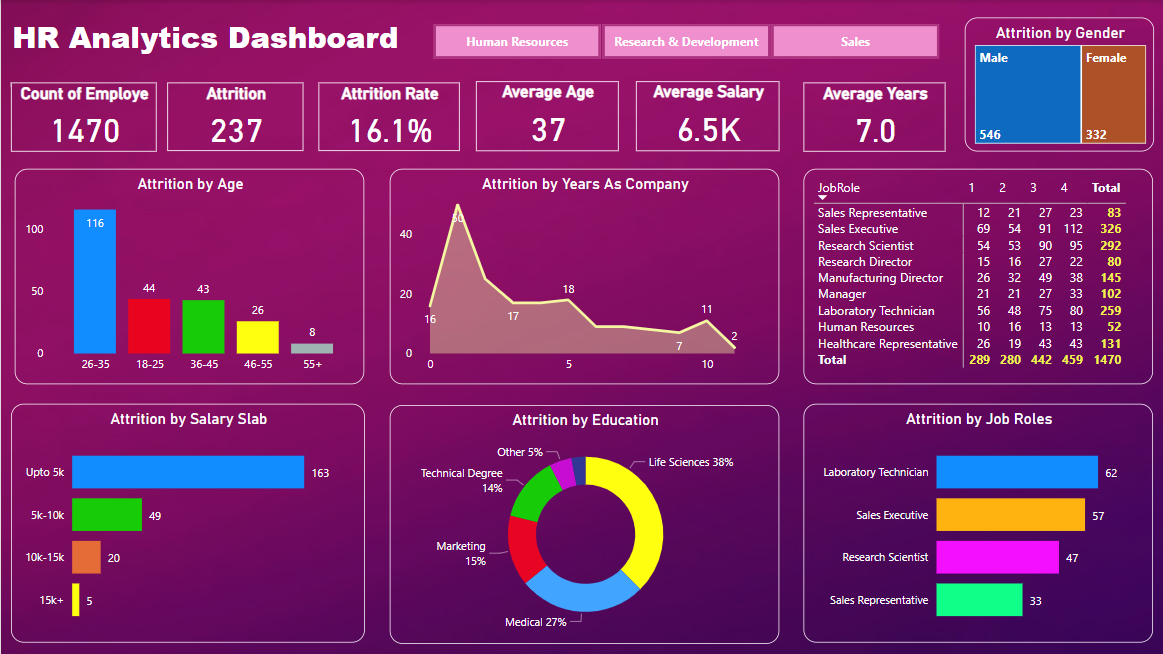 HR Analytics Dashboard
Human Resources
Research & Development
Sales
Attrition by Gender
Male
Female
546
332
Count of Employe
1470
Attrition
237
Attrition Rate
16.1%
Average Age
37
Average Salary
6.5K
Average Years
7.0
Attrition by Age
100
50
0
116
44
43
26
8
26-35
18-25
36-45
46-55
55+
Attrition by Years As Company
40
20
0
16
50
17
18
7
11
2
0
5
10
JobRole 1 2 3 4 Total
Sales Representative 12 21 27 23 83
Sales Executive 69 54 91 112 326
Research Scientist 54 53 90 95 292
Research Director 15 16 27 22 80
Manufacturing Director 26 32 49 38 145
Manager 21 21 27 33 102
Laboratory Technician 56 48 75 80 259
Human Resources 10 16 13 13 52
Healthcare Representative 26 19 43 43 131
Total 289 280 442 459 1470
Attrition by Salary Slab
Upto 5k 163
5k-10k 49
10k-15k 20
15k+ 5
Attrition by Education
Other 5%
Life Sciences 38%
Technical Degree
14%
Marketing
15%
Medical 27%
Attrition by Job Roles
Laboratory Technician 62
Sales Executive 57
Research Scientist 47
Sales Representative 33